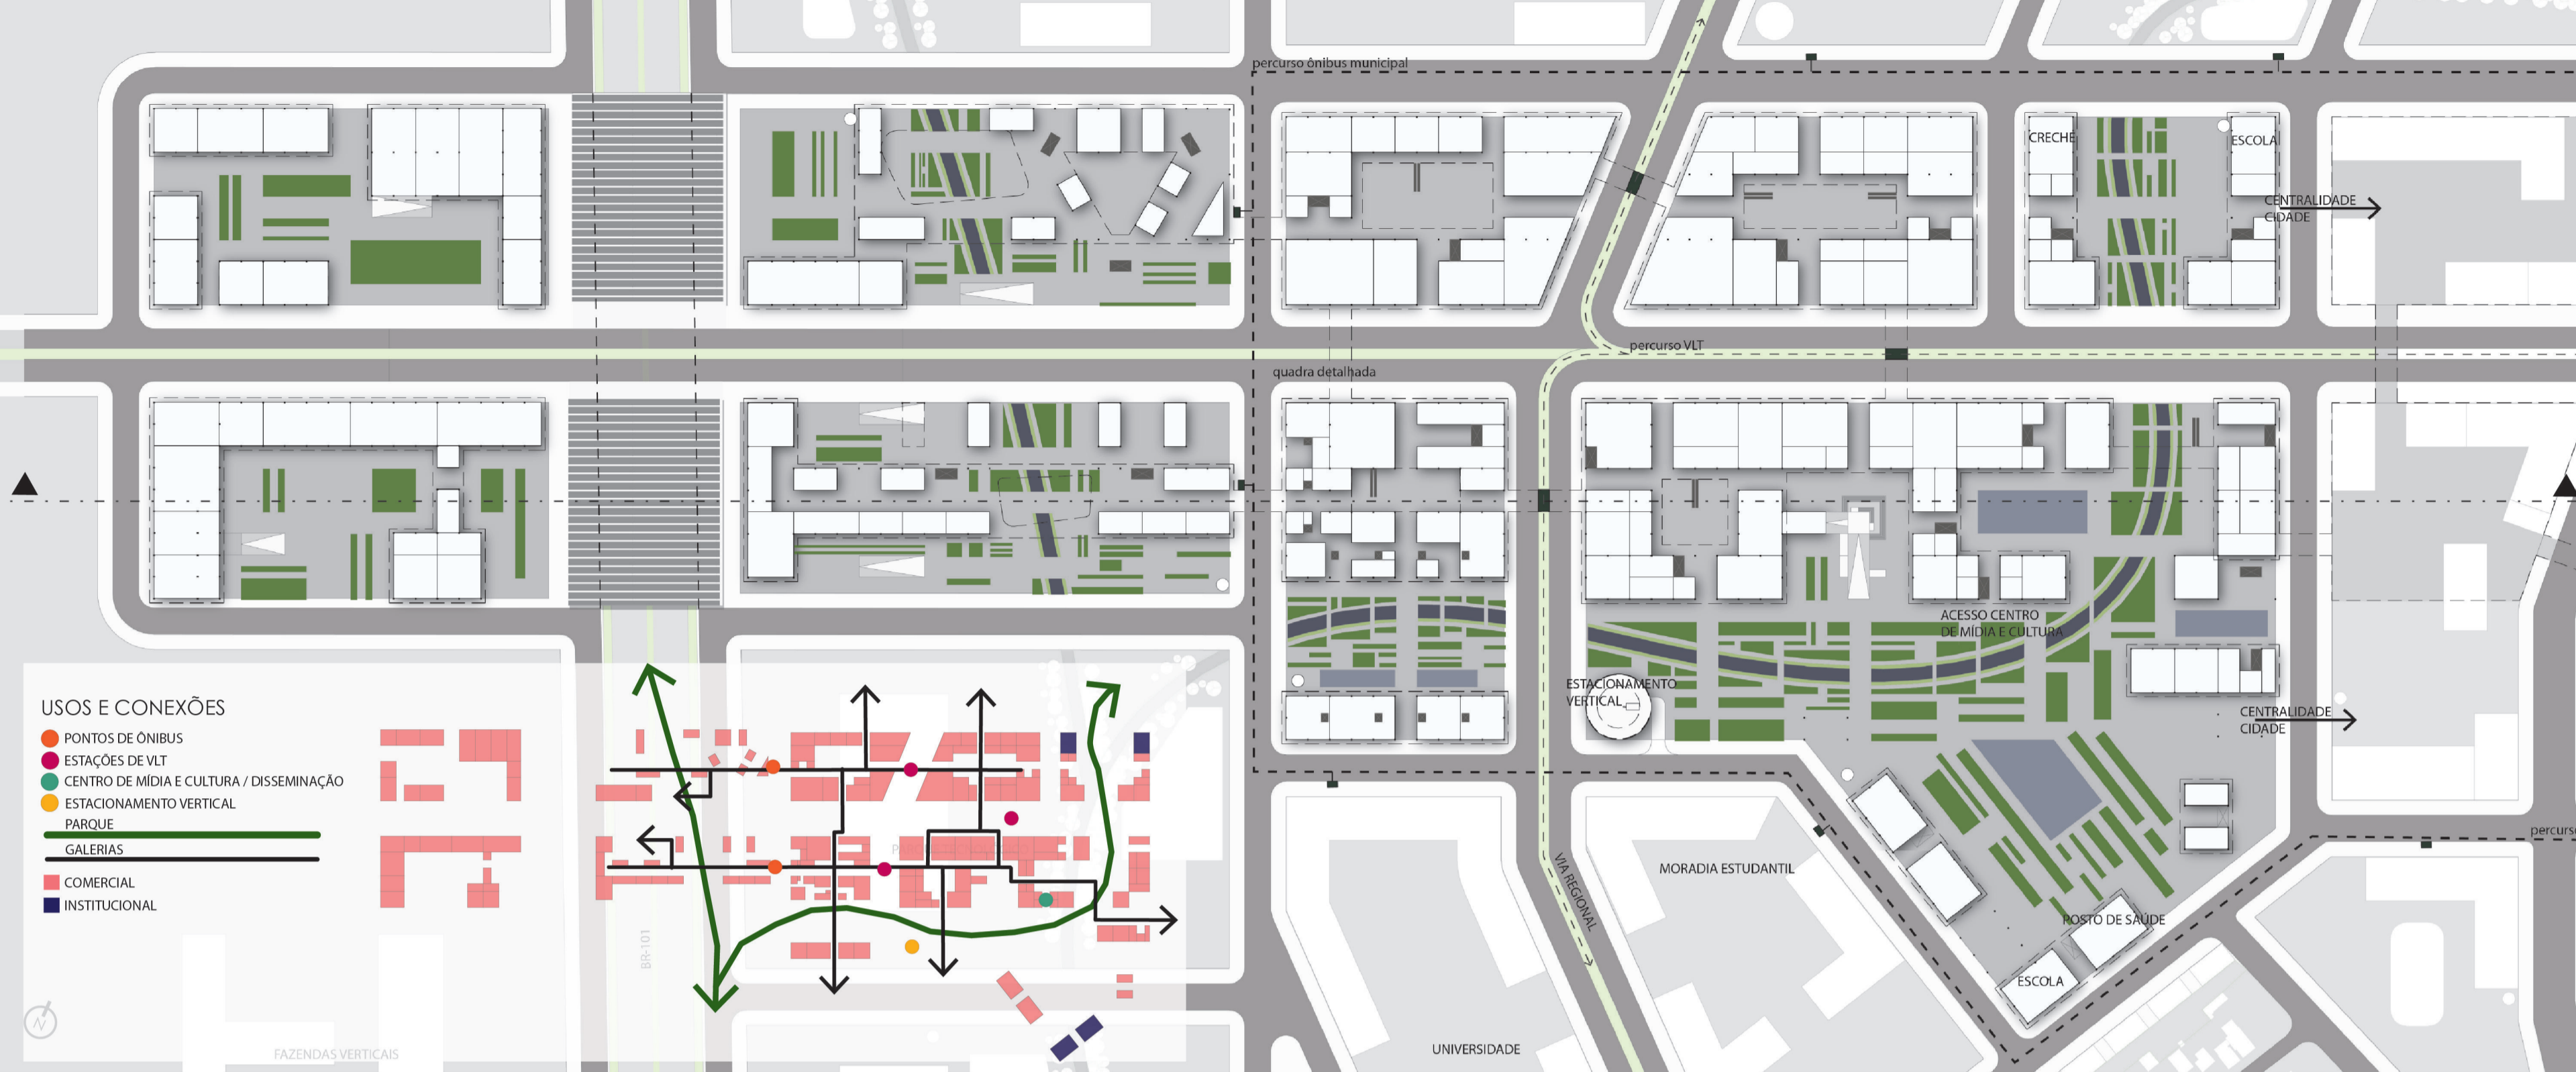 percurso ônibus municipal
CRECHE
ESCOLA
CENTRALIDADE
CIDADE
percurso VLT
quadra detalhada
ACESSO CENTRO
DE MÍDIA E CULTURA
ESTACIONAMENTO
VERTICAL
CENTRALIDADE
CIDADE
USOS E CONEXÕES
PONTOS DE ÔNIBUS
ESTAÇÕES DE VLT
CENTRO DE MÍDIA E CULTURA / DISSEMINAÇÃO
ESTACIONAMENTO VERTICAL
PARQUE
GALERIAS
COMERCIAL
INSTITUCIONAL
BR-101
N
FAZENDAS VERTICAIS
VIA REGIONAL
MORADIA ESTUDANTIL
UNIVERSIDADE
POSTO DE SAÚDE
ESCOLA